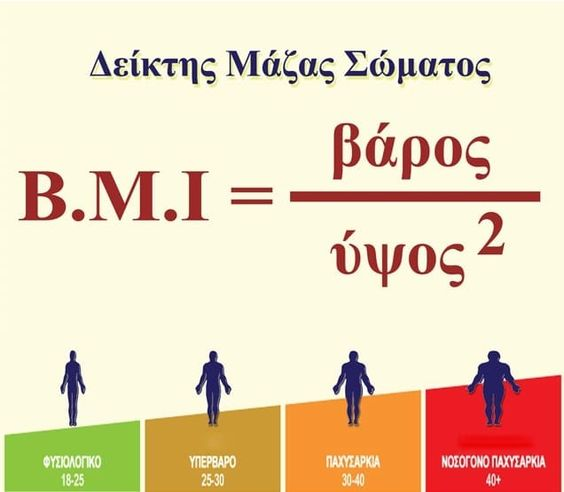 Δείκτης Μάζας Σώματος
B.M.I = βάρος / ύψος ²
ΦΥΣΙΟΛΟΓΙΚΟ
18-25
ΥΠΕΡΒΑΡΟ
25-30
ΠΑΧΥΣΑΡΚΙΑ
30-40
ΝΟΣΟΓΟΝΟ ΠΑΧΥΣΑΡΚΙΑ
40+